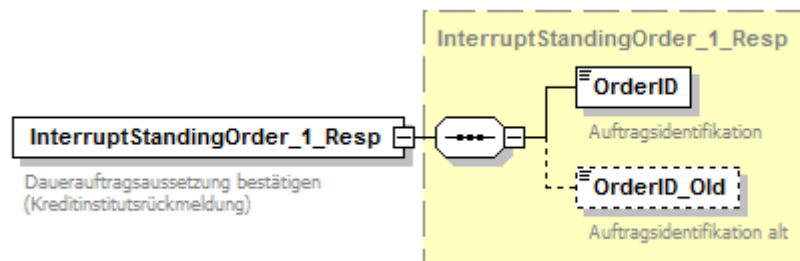 InterruptStandingOrder_1_Resp
OrderID
Auftragsidentifikation
InterruptStandingOrder_1_Resp
Dauerauftragsaussetzung bestätigen
(Kreditinstitutsrückmeldung)
OrderID_Old
Auftragsidentifikation alt